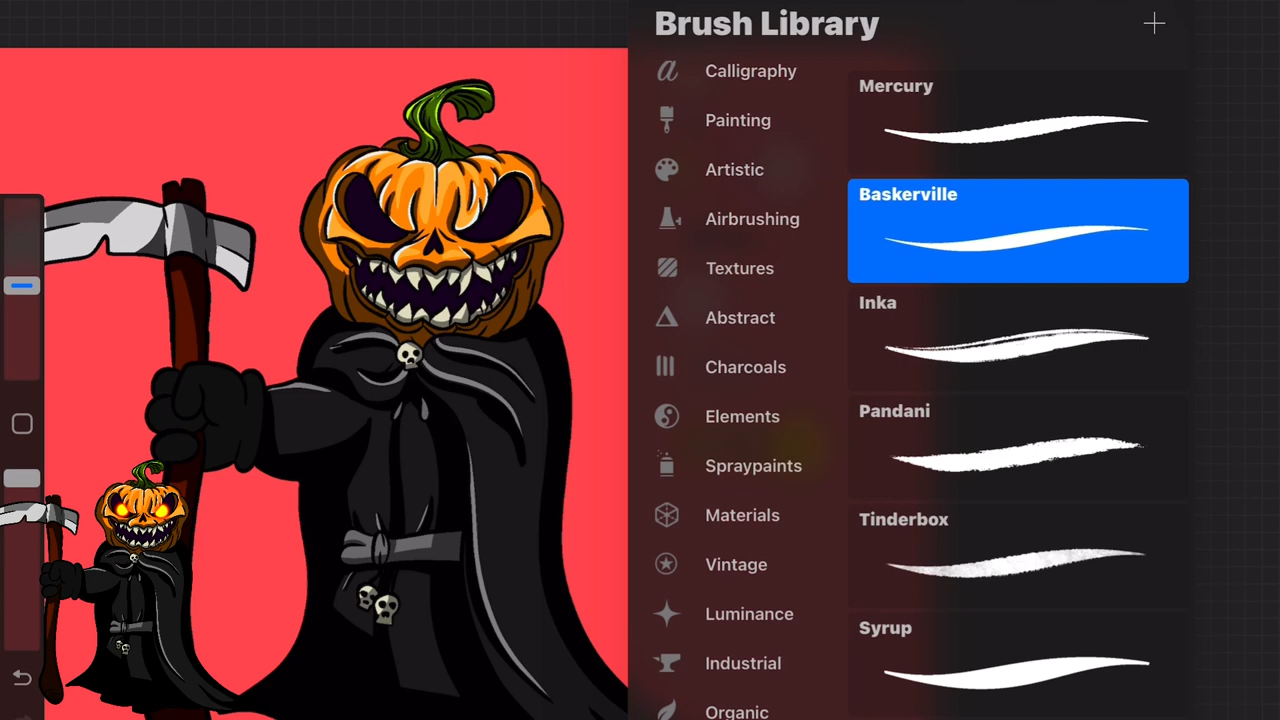 Brush Library
Calligraphy
Painting
Artistic
Airbrushing
Textures
Abstract
Charcoals
Elements
Spraypaints
Materials
Vintage
Luminance
Industrial
Organic
Mercury
Baskerville
Inka
Pandani
Tinderbox
Syrup